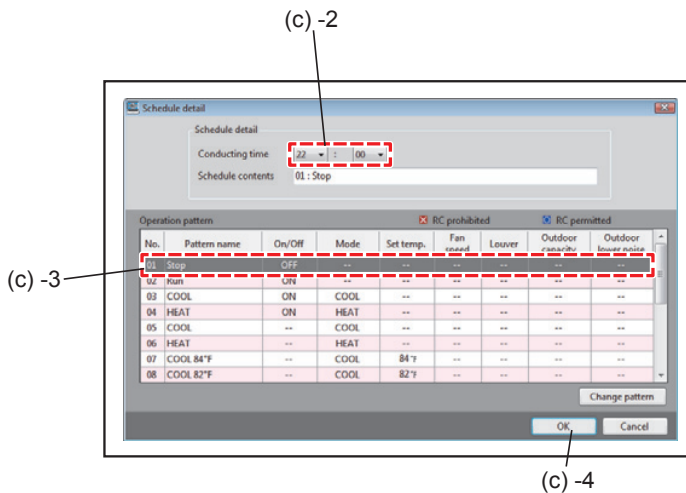 (c) -2
Schedule detail
Schedule detail
Conducting time 22 : 00
Schedule contents 01 : Stop
Operation pattern RC prohibited RC permitted
No. Pattern name On/Off Mode Set temp. Fan speed Louver Outdoor capacity Outdoor lower noise
(c) -3
01 Stop OFF -- -- -- -- -- --
02 Run ON -- -- -- -- -- --
03 COOL ON COOL -- -- -- -- --
04 HEAT ON HEAT -- -- -- -- --
05 COOL -- COOL -- -- -- -- --
06 HEAT -- HEAT -- -- -- -- --
07 COOL 84°F -- COOL 84°F -- -- -- --
08 COOL 82°F -- COOL 82°F -- -- -- --
Change pattern
OK Cancel
(c) -4